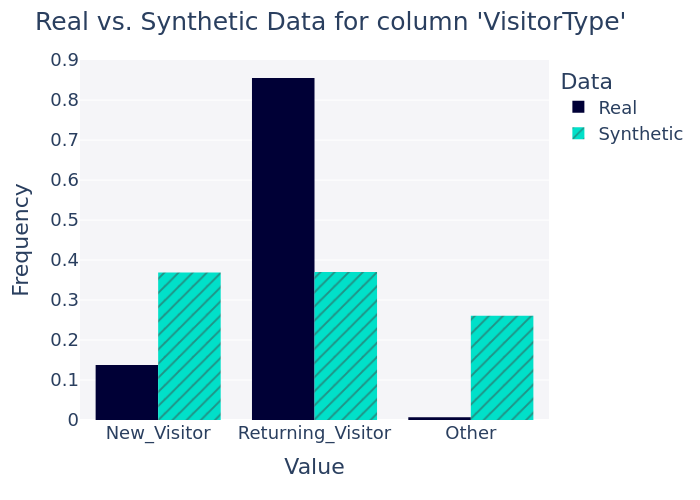 Real vs. Synthetic Data for column 'VisitorType'
Data
Real
Synthetic
Frequency
0.9
0.8
0.7
0.6
0.5
0.4
0.3
0.2
0.1
0
New_Visitor Returning_Visitor Other
Value